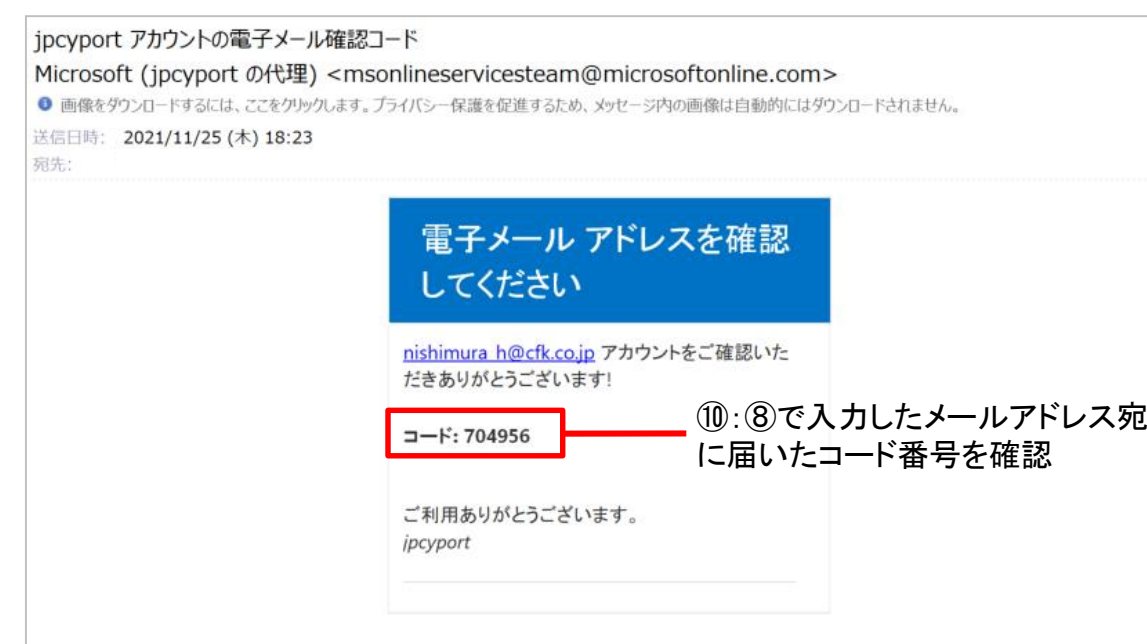 jpcyport アカウントの電子メール確認コード
Microsoft (jpcyport の代理) <msonlineservicesteam@microsoftonline.com>
画像をダウンロードするには、ここをクリックします。プライバシー保護を促進するため、メッセージ内の画像は自動的にはダウンロードされません。
送信日時: 2021/11/25 (木) 18:23
宛先:
電子メール アドレスを確認
してください
nishimura_h@cfk.co.jp アカウントをご確認いた
だきありがとうございます!
コード: 704956
⑩:⑧で入力したメールアドレス宛
に届いたコード番号を確認
ご利用ありがとうございます。
jpcyport